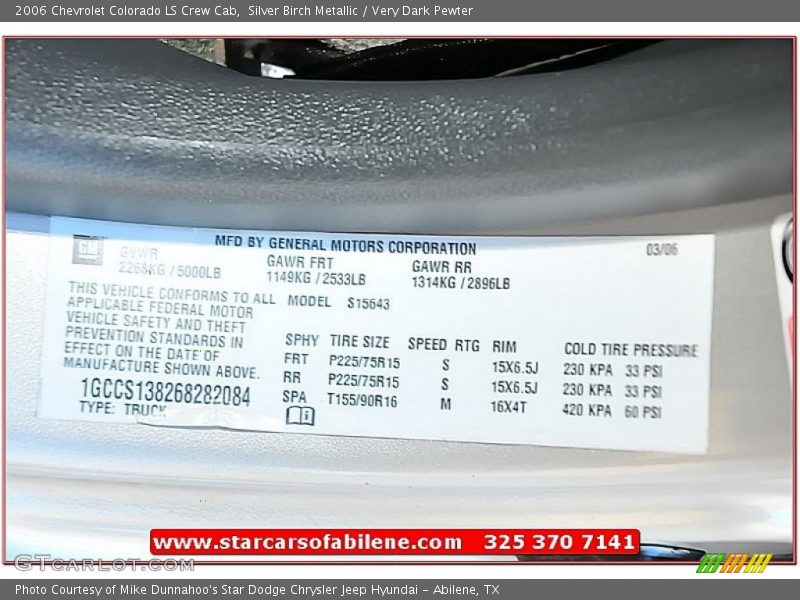 2006 Chevrolet Colorado LS Crew Cab, Silver Birch Metallic / Very Dark Pewter
MFD BY GENERAL MOTORS CORPORATION 03/06
GM GVWR GAWR FRT GAWR RR
2268KG / 5000LB 1149KG / 2533LB 1314KG / 2896LB
THIS VEHICLE CONFORMS TO ALL MODEL S15643
APPLICABLE FEDERAL MOTOR
VEHICLE SAFETY AND THEFT
PREVENTION STANDARDS IN
EFFECT ON THE DATE OF
MANUFACTURE SHOWN ABOVE.
1GCCS138268282084
TYPE: TRUCK
SPHY TIRE SIZE SPEED RTG RIM COLD TIRE PRESSURE
FRT P225/75R15 S 15X6.5J 230 KPA 33 PSI
RR P225/75R15 S 15X6.5J 230 KPA 33 PSI
SPA T155/90R16 M 16X4T 420 KPA 60 PSI
www.starcarsofabilene.com 325 370 7141
GTcarlot.com
Photo Courtesy of Mike Dunnahoo's Star Dodge Chrysler Jeep Hyundai - Abilene, TX